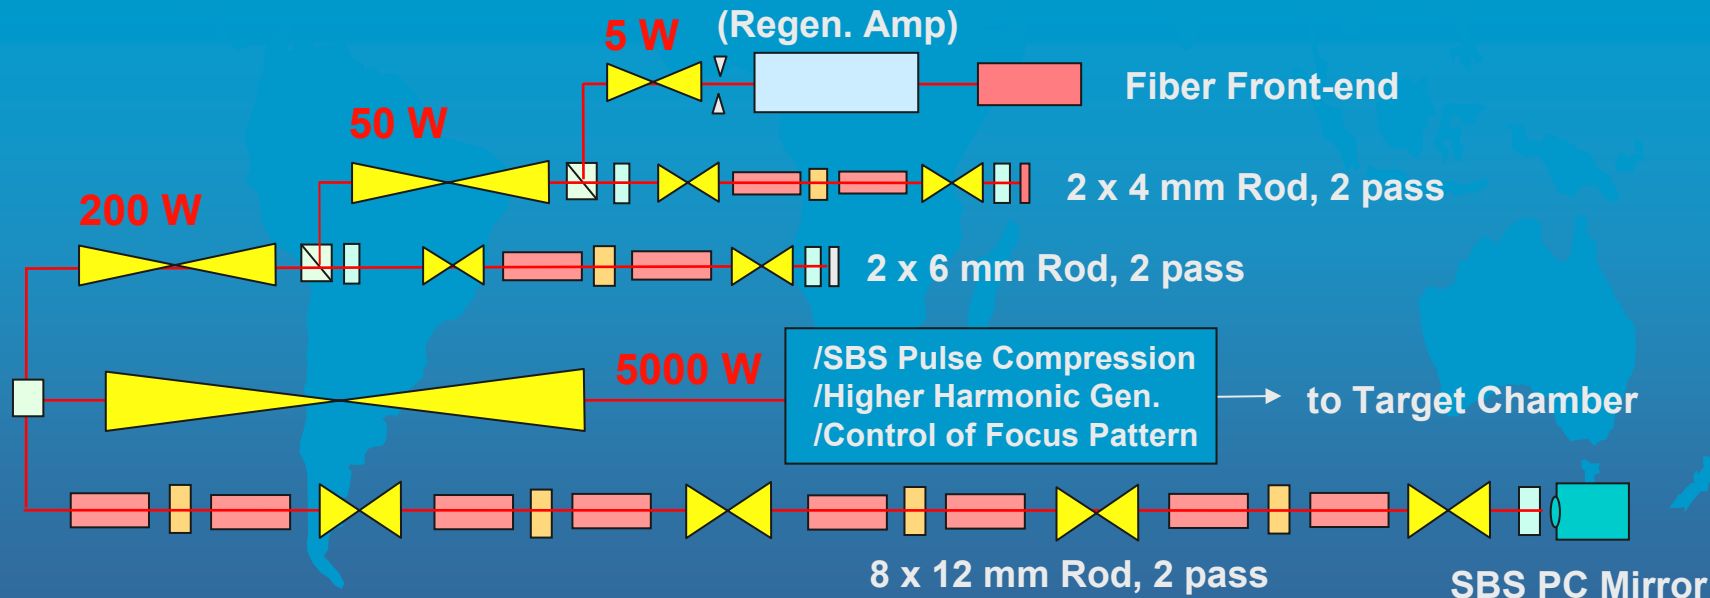 (Regen. Amp)
5 W
Fiber Front-end
50 W
2 x 4 mm Rod, 2 pass
200 W
2 x 6 mm Rod, 2 pass
5000 W
/SBS Pulse Compression
/Higher Harmonic Gen.
/Control of Focus Pattern
to Target Chamber
8 x 12 mm Rod, 2 pass
SBS PC Mirror